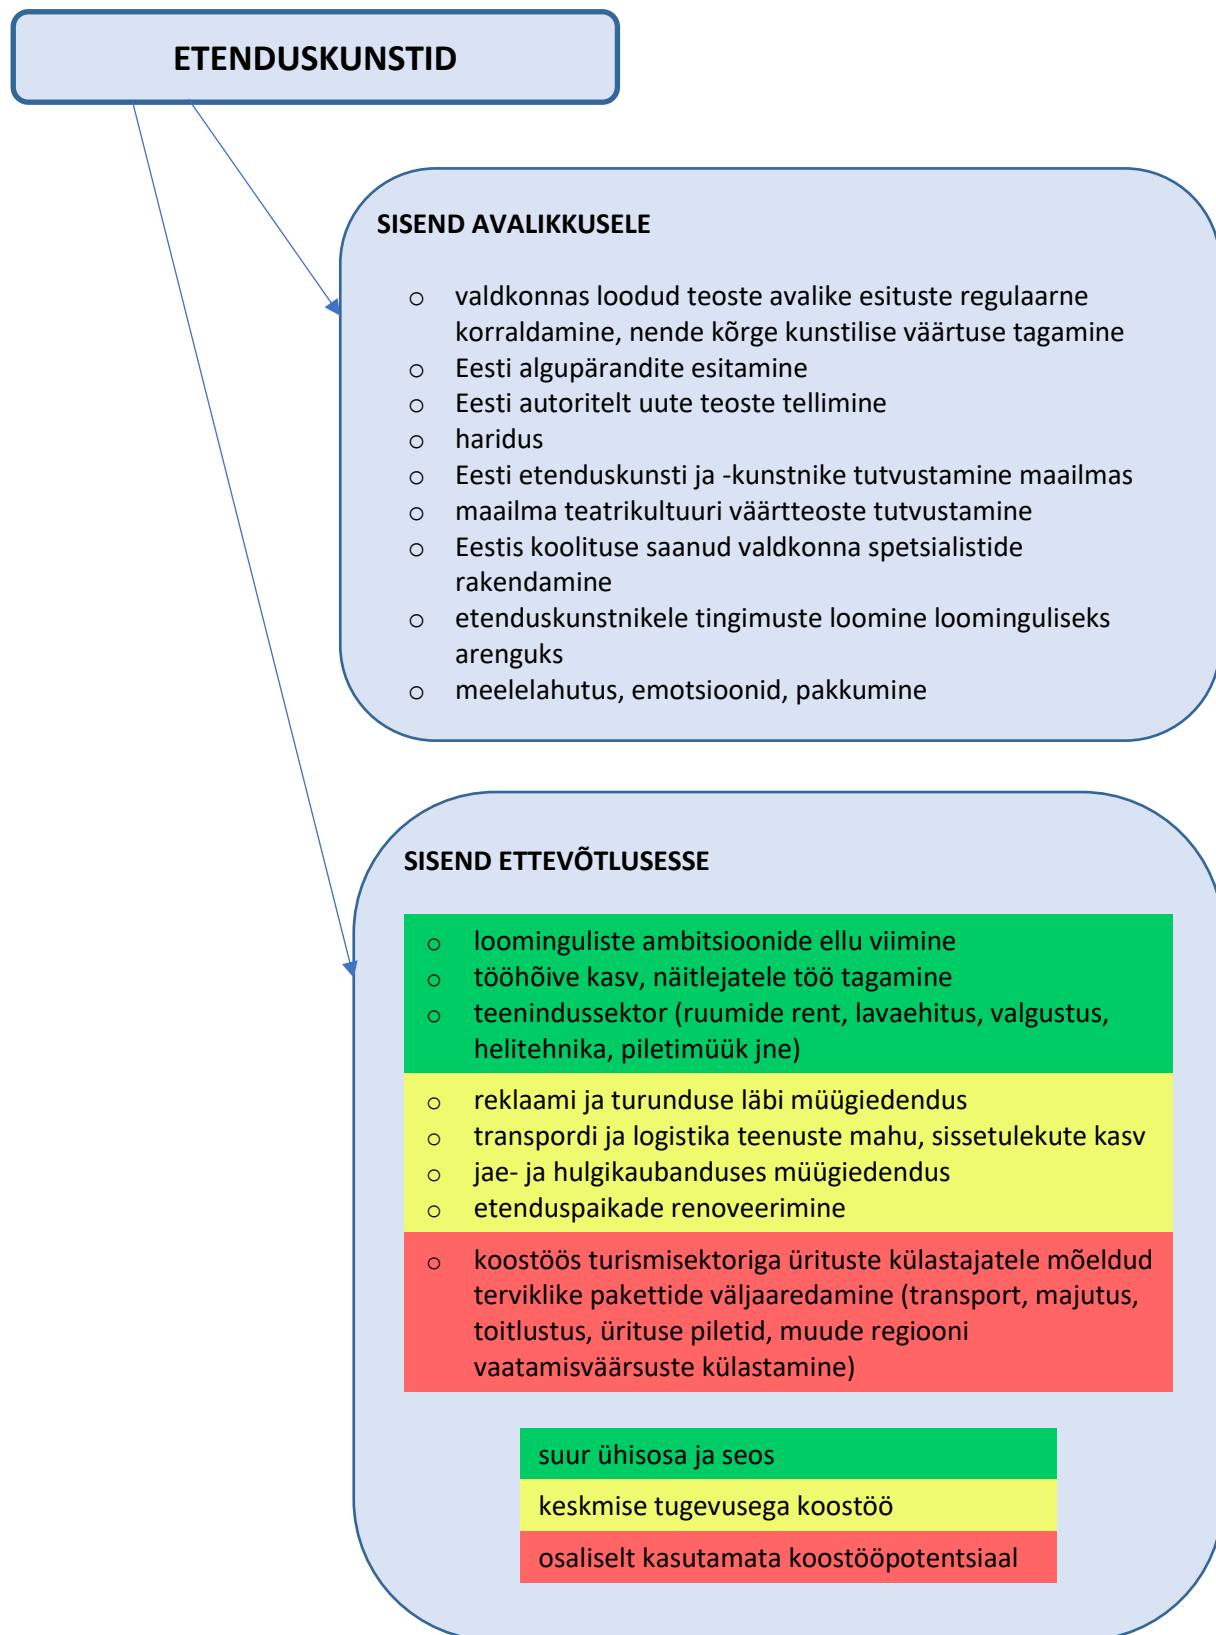 ETENDUSKUNSTID
SISEND AVALIKKUSELE
o valdkonnas loodud teoste avalike esituste regulaarne
korraldamine, nende kõrge kunstilise väärtuse tagamine
o Eesti algupärandite esitamine
o Eesti autoritelt uute teoste tellimine
o haridus
o Eesti etenduskunsti ja -kunstnike tutvustamine maailmas
o maailma teatrikultuuri väärtteoste tutvustamine
o Eestis koolituse saanud valdkonna spetsialistide
rakendamine
o etenduskunstnikele tingimuste loomine loominguliseks
arenguks
o meelelahutus, emotsioonid, pakkumine
SISEND ETTEVÕTLUSESSE
o loominguliste ambitsioonide ellu viimine
o tööhõive kasv, näitlejatele töö tagamine
o teenindussektor (ruumide rent, lavaehitus, valgustus,
helitehnika, piletimüük jne)
o reklaami ja turunduse läbi müügiedendus
o transpordi ja logistika teenuste mahu, sissetulekute kasv
o jae- ja hulgikaubanduses müügiedendus
o etenduspaikade renoveerimine
o koostöös turismisektoriga ürituste külastajatele mõeldud
terviklike pakettide väljaaredamine (transport, majutus,
toitlustus, ürituse piletid, muude regiooni
vaatamisväärsuste külastamine)
suur ühisosa ja seos
keskmise tugevusega koostöö
osaliselt kasutamata koostööpotentsiaal